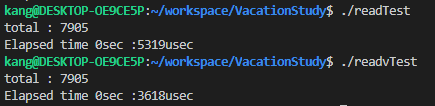 kang@DESKTOP-OE9CE5P:~/workspace/VacationStudy$ ./readTest
total : 7905
Elapsed time 0sec :5319usec
kang@DESKTOP-OE9CE5P:~/workspace/VacationStudy$ ./readvTest
total : 7905
Elapsed time 0sec :3618usec